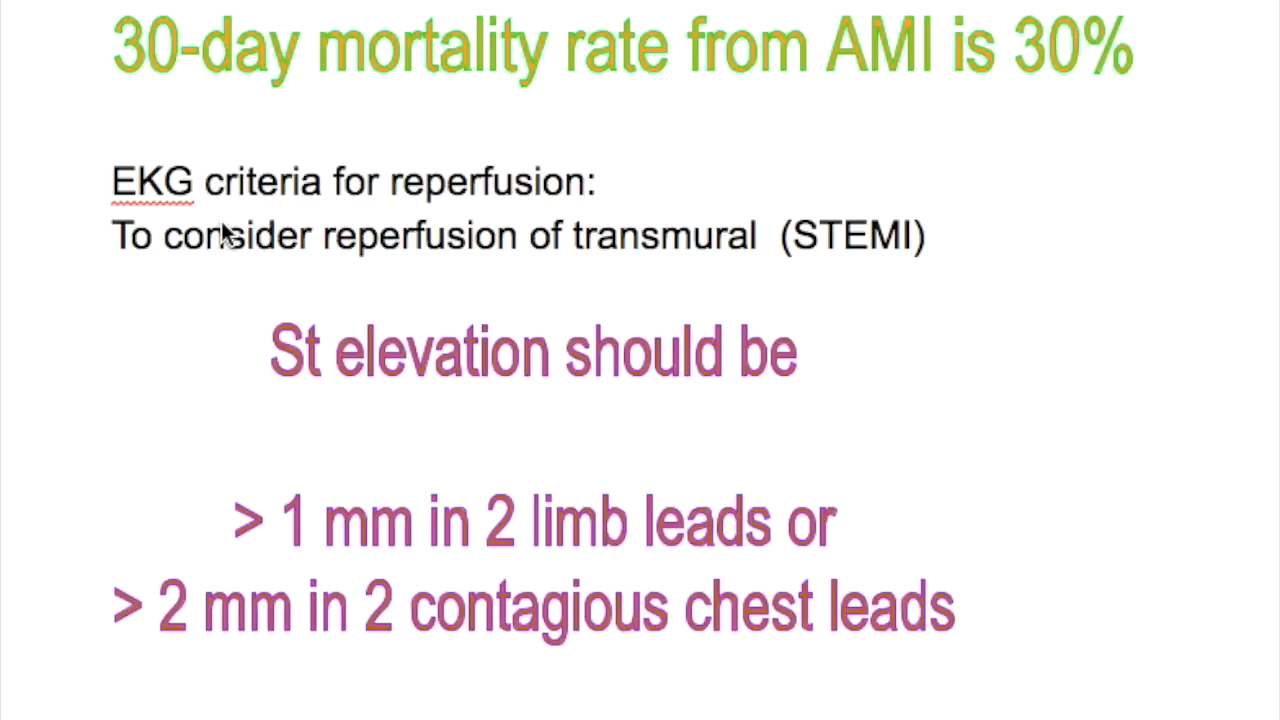 30-day mortality rate from AMI is 30%
EKG criteria for reperfusion:
To consider reperfusion of transmural  (STEMI)
St elevation should be
> 1 mm in 2 limb leads or
> 2 mm in 2 contagious chest leads